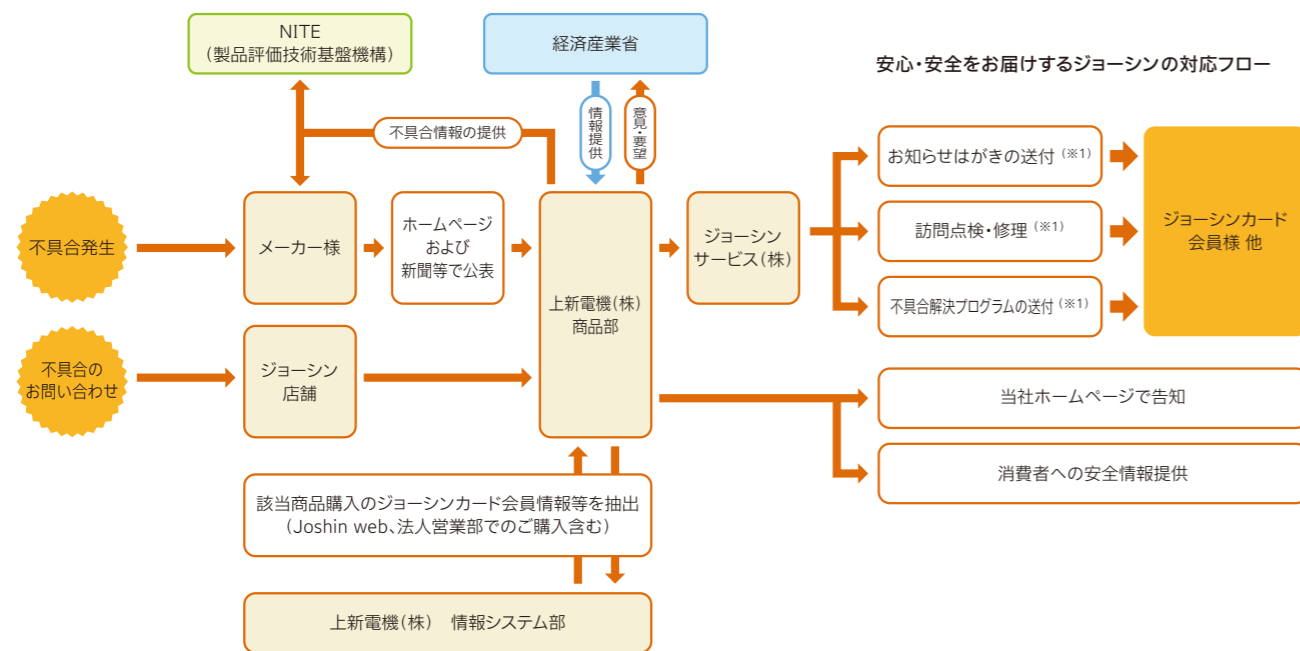 NITE
（製品評価技術基盤機構）
経済産業省
安心・安全をお届けするジョーシンの対応フロー
不具合情報の提供
情報提供
意見・要望
お知らせはがきの送付（※1）
訪問点検・修理（※1）
不具合解決プログラムの送付（※1）
ジョーシンカード
会員様 他
不具合発生
メーカー様
ホームページ
および
新聞等で公表
上新電機（株）
商品部
ジョーシン
サービス（株）
不具合の
お問い合わせ
ジョーシン
店舗
当社ホームページで告知
消費者への安全情報提供
該当商品購入のジョーシンカード会員情報等を抽出
（Joshin web、法人営業部でのご購入含む）
上新電機（株）　情報システム部